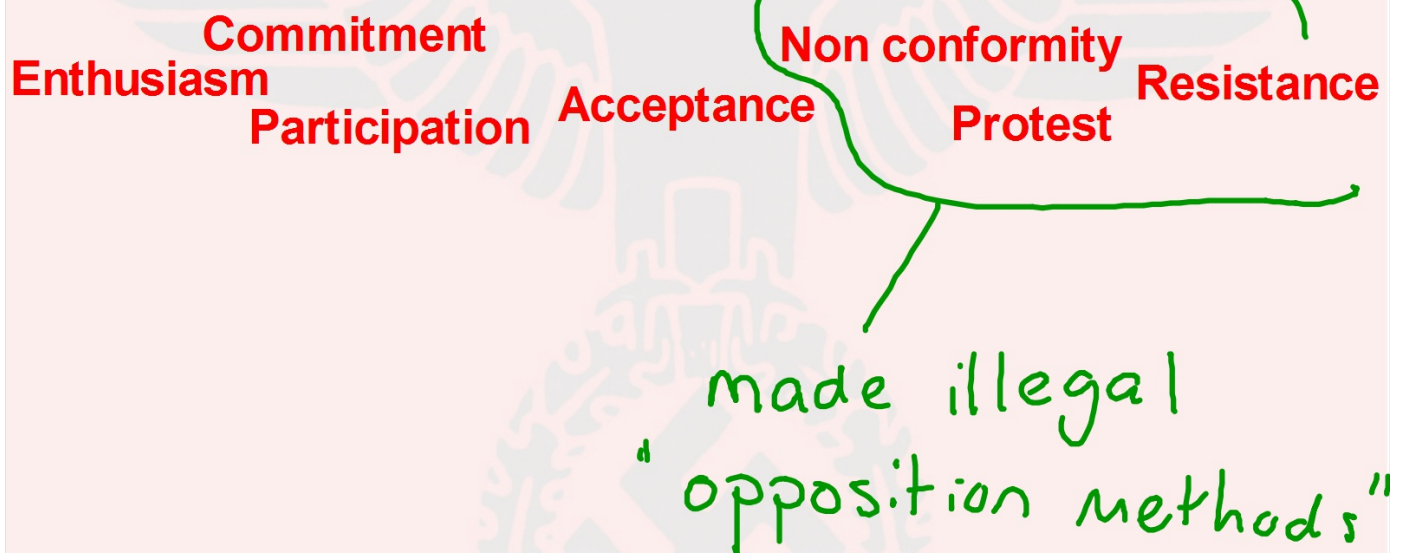 Commitment
Enthusiasm
Participation
Acceptance
Non conformity
Resistance
Protest
made illegal
"opposition methods"